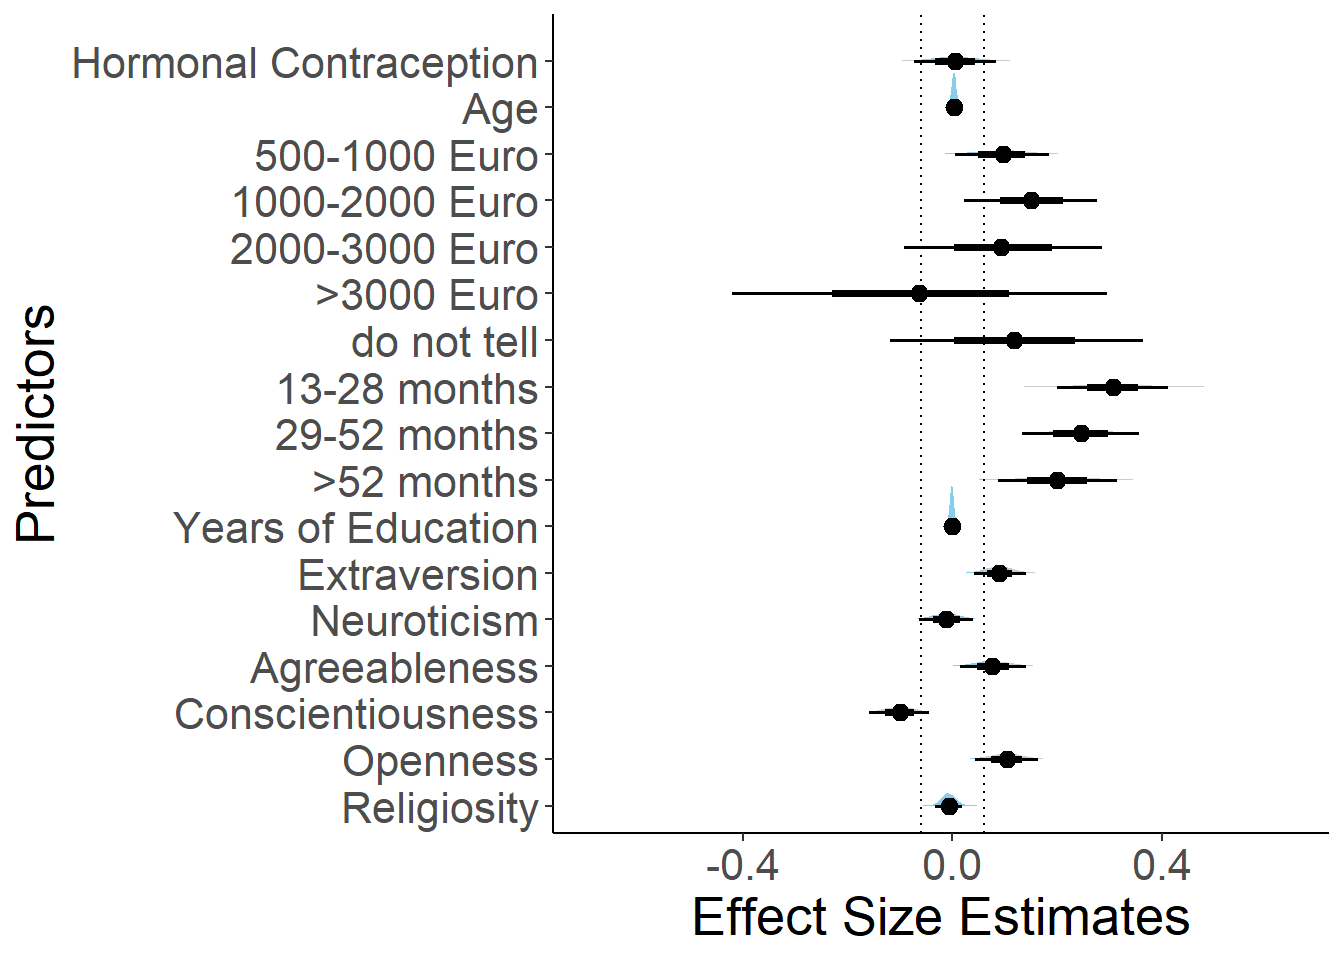 Predictors
Hormonal Contraception
Age
500-1000 Euro
1000-2000 Euro
2000-3000 Euro
>3000 Euro
do not tell
13-28 months
29-52 months
>52 months
Years of Education
Extraversion
Neuroticism
Agreeableness
Conscientiousness
Openness
Religiosity
-0.4 0.0 0.4
Effect Size Estimates